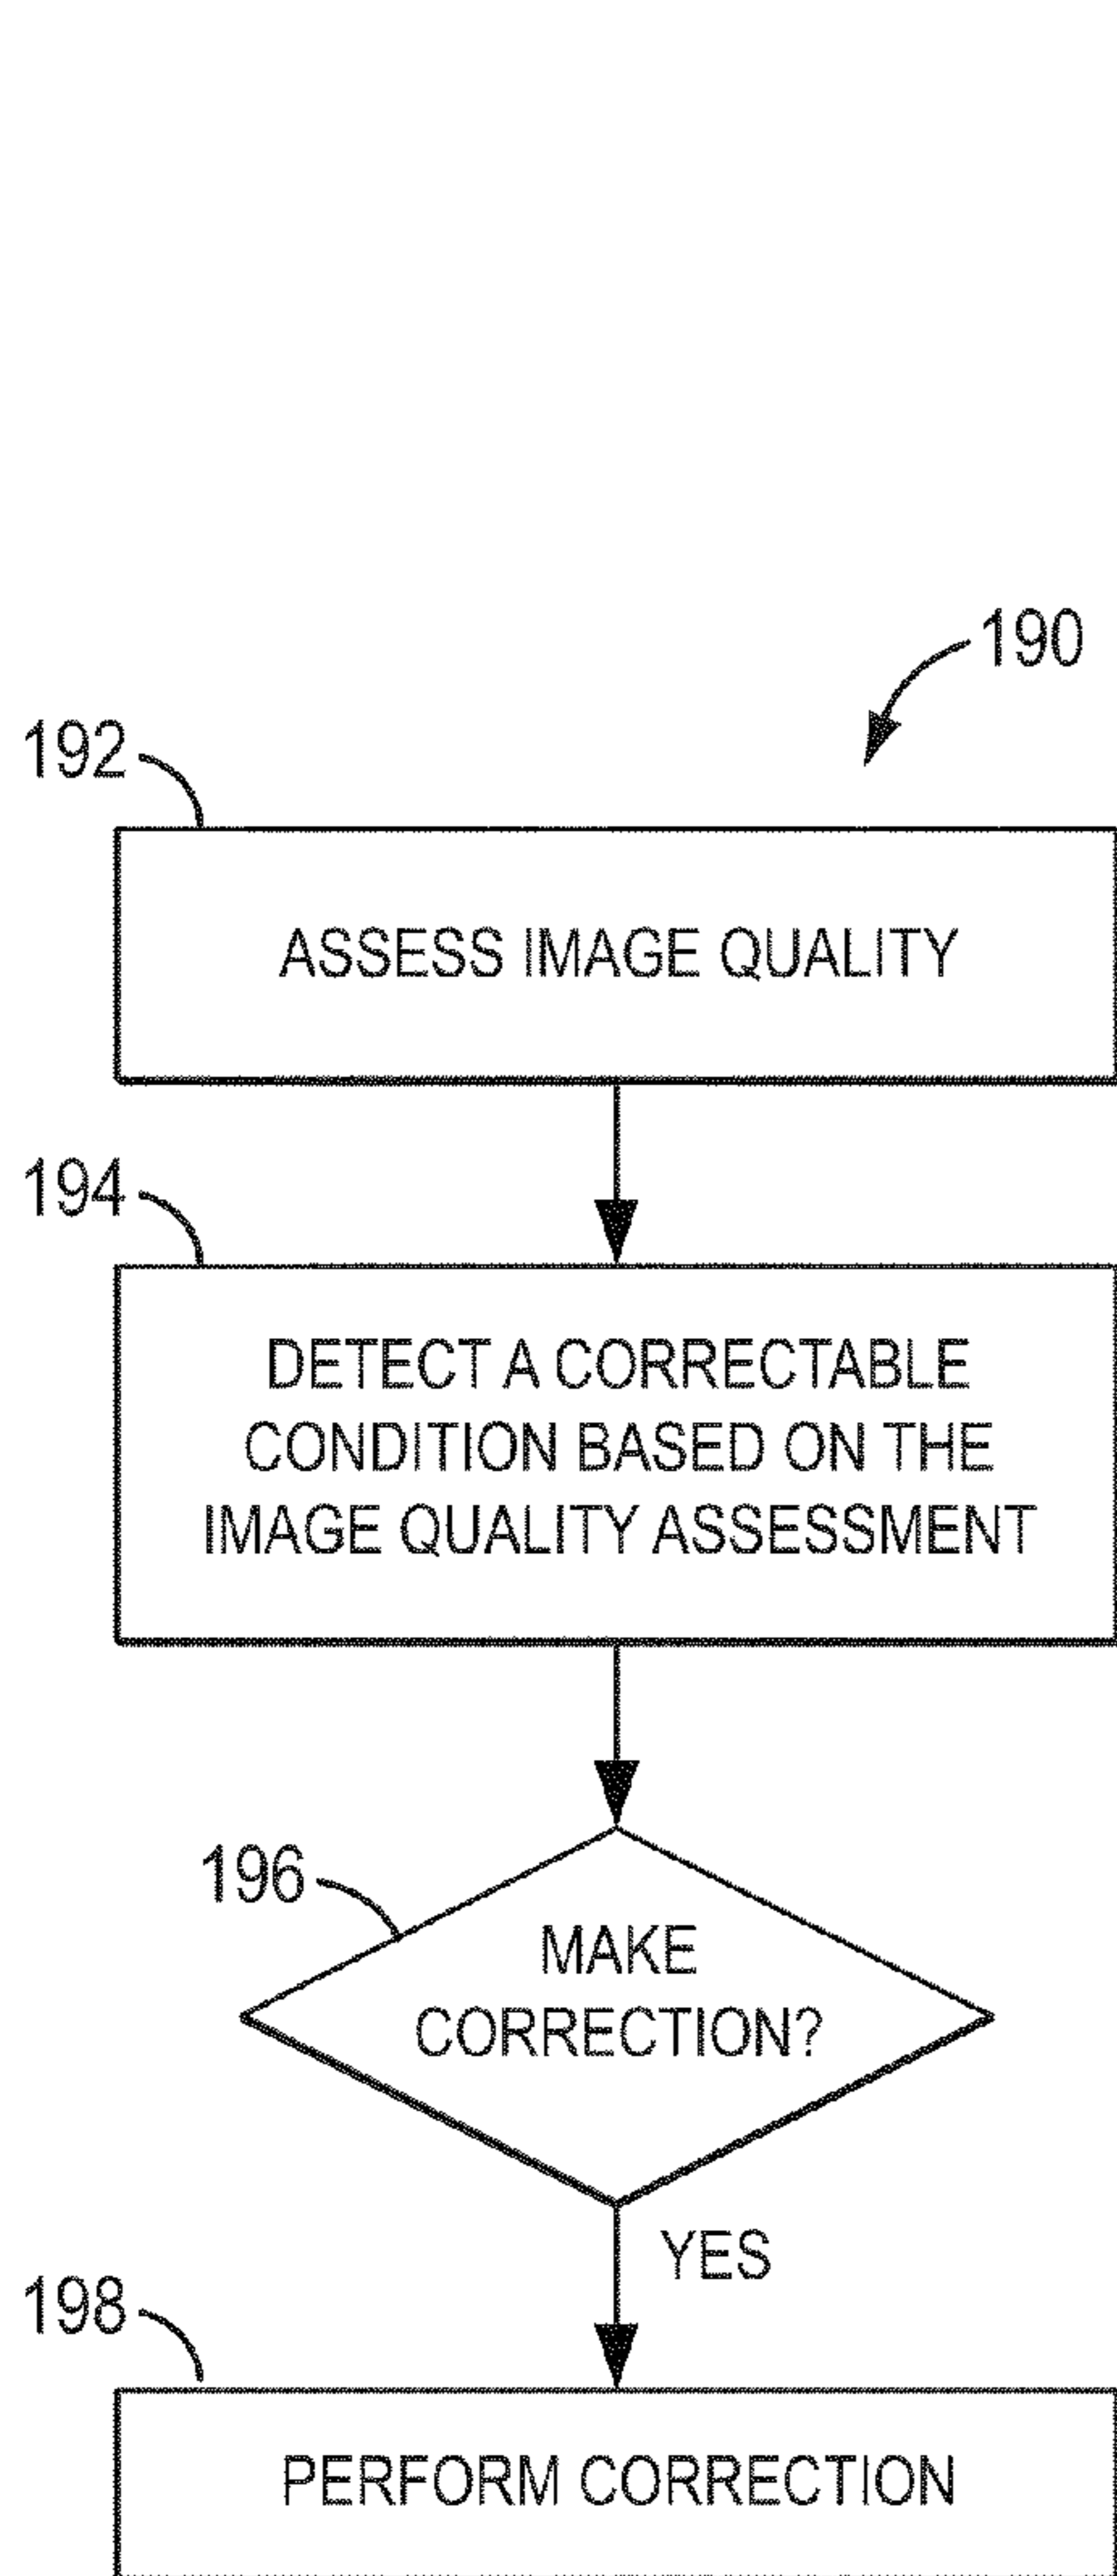 190
192
ASSESS IMAGE QUALITY
194
DETECT A CORRECTABLE
CONDITION BASED ON THE
IMAGE QUALITY ASSESSMENT
196
MAKE
CORRECTION?
YES
198
PERFORM CORRECTION